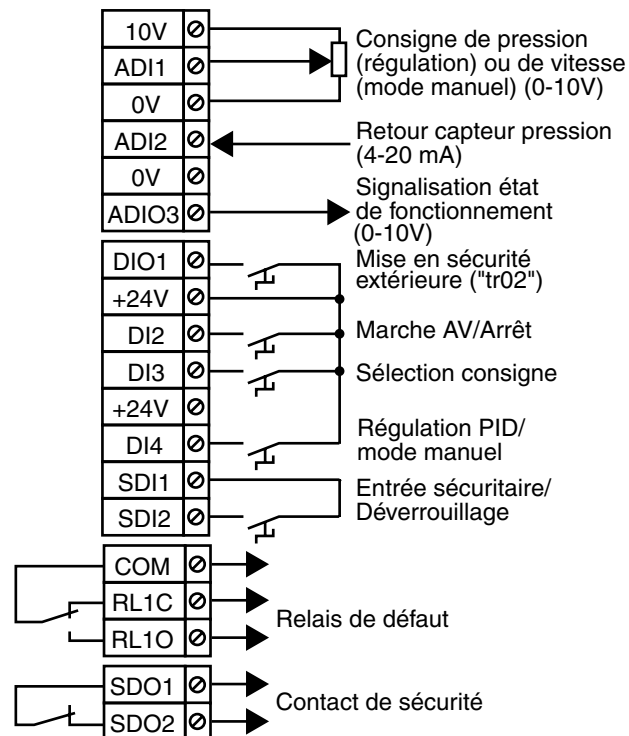 10V
ADI1
0V
ADI2
0V
ADIO3
Consigne de pression
(régulation) ou de vitesse
(mode manuel) (0-10V)
Retour capteur pression
(4-20 mA)
Signalisation état
de fonctionnement
(0-10V)
DIO1
+24V
DI2
DI3
+24V
DI4
SDI1
SDI2
Mise en sécurité
extérieure ("tr02")
Marche AV/Arrêt
Sélection consigne
Régulation PID/
mode manuel
Entrée sécuritaire/
Déverrouillage
COM
RL1C
RL1O
Relais de défaut
SDO1
SDO2
Contact de sécurité